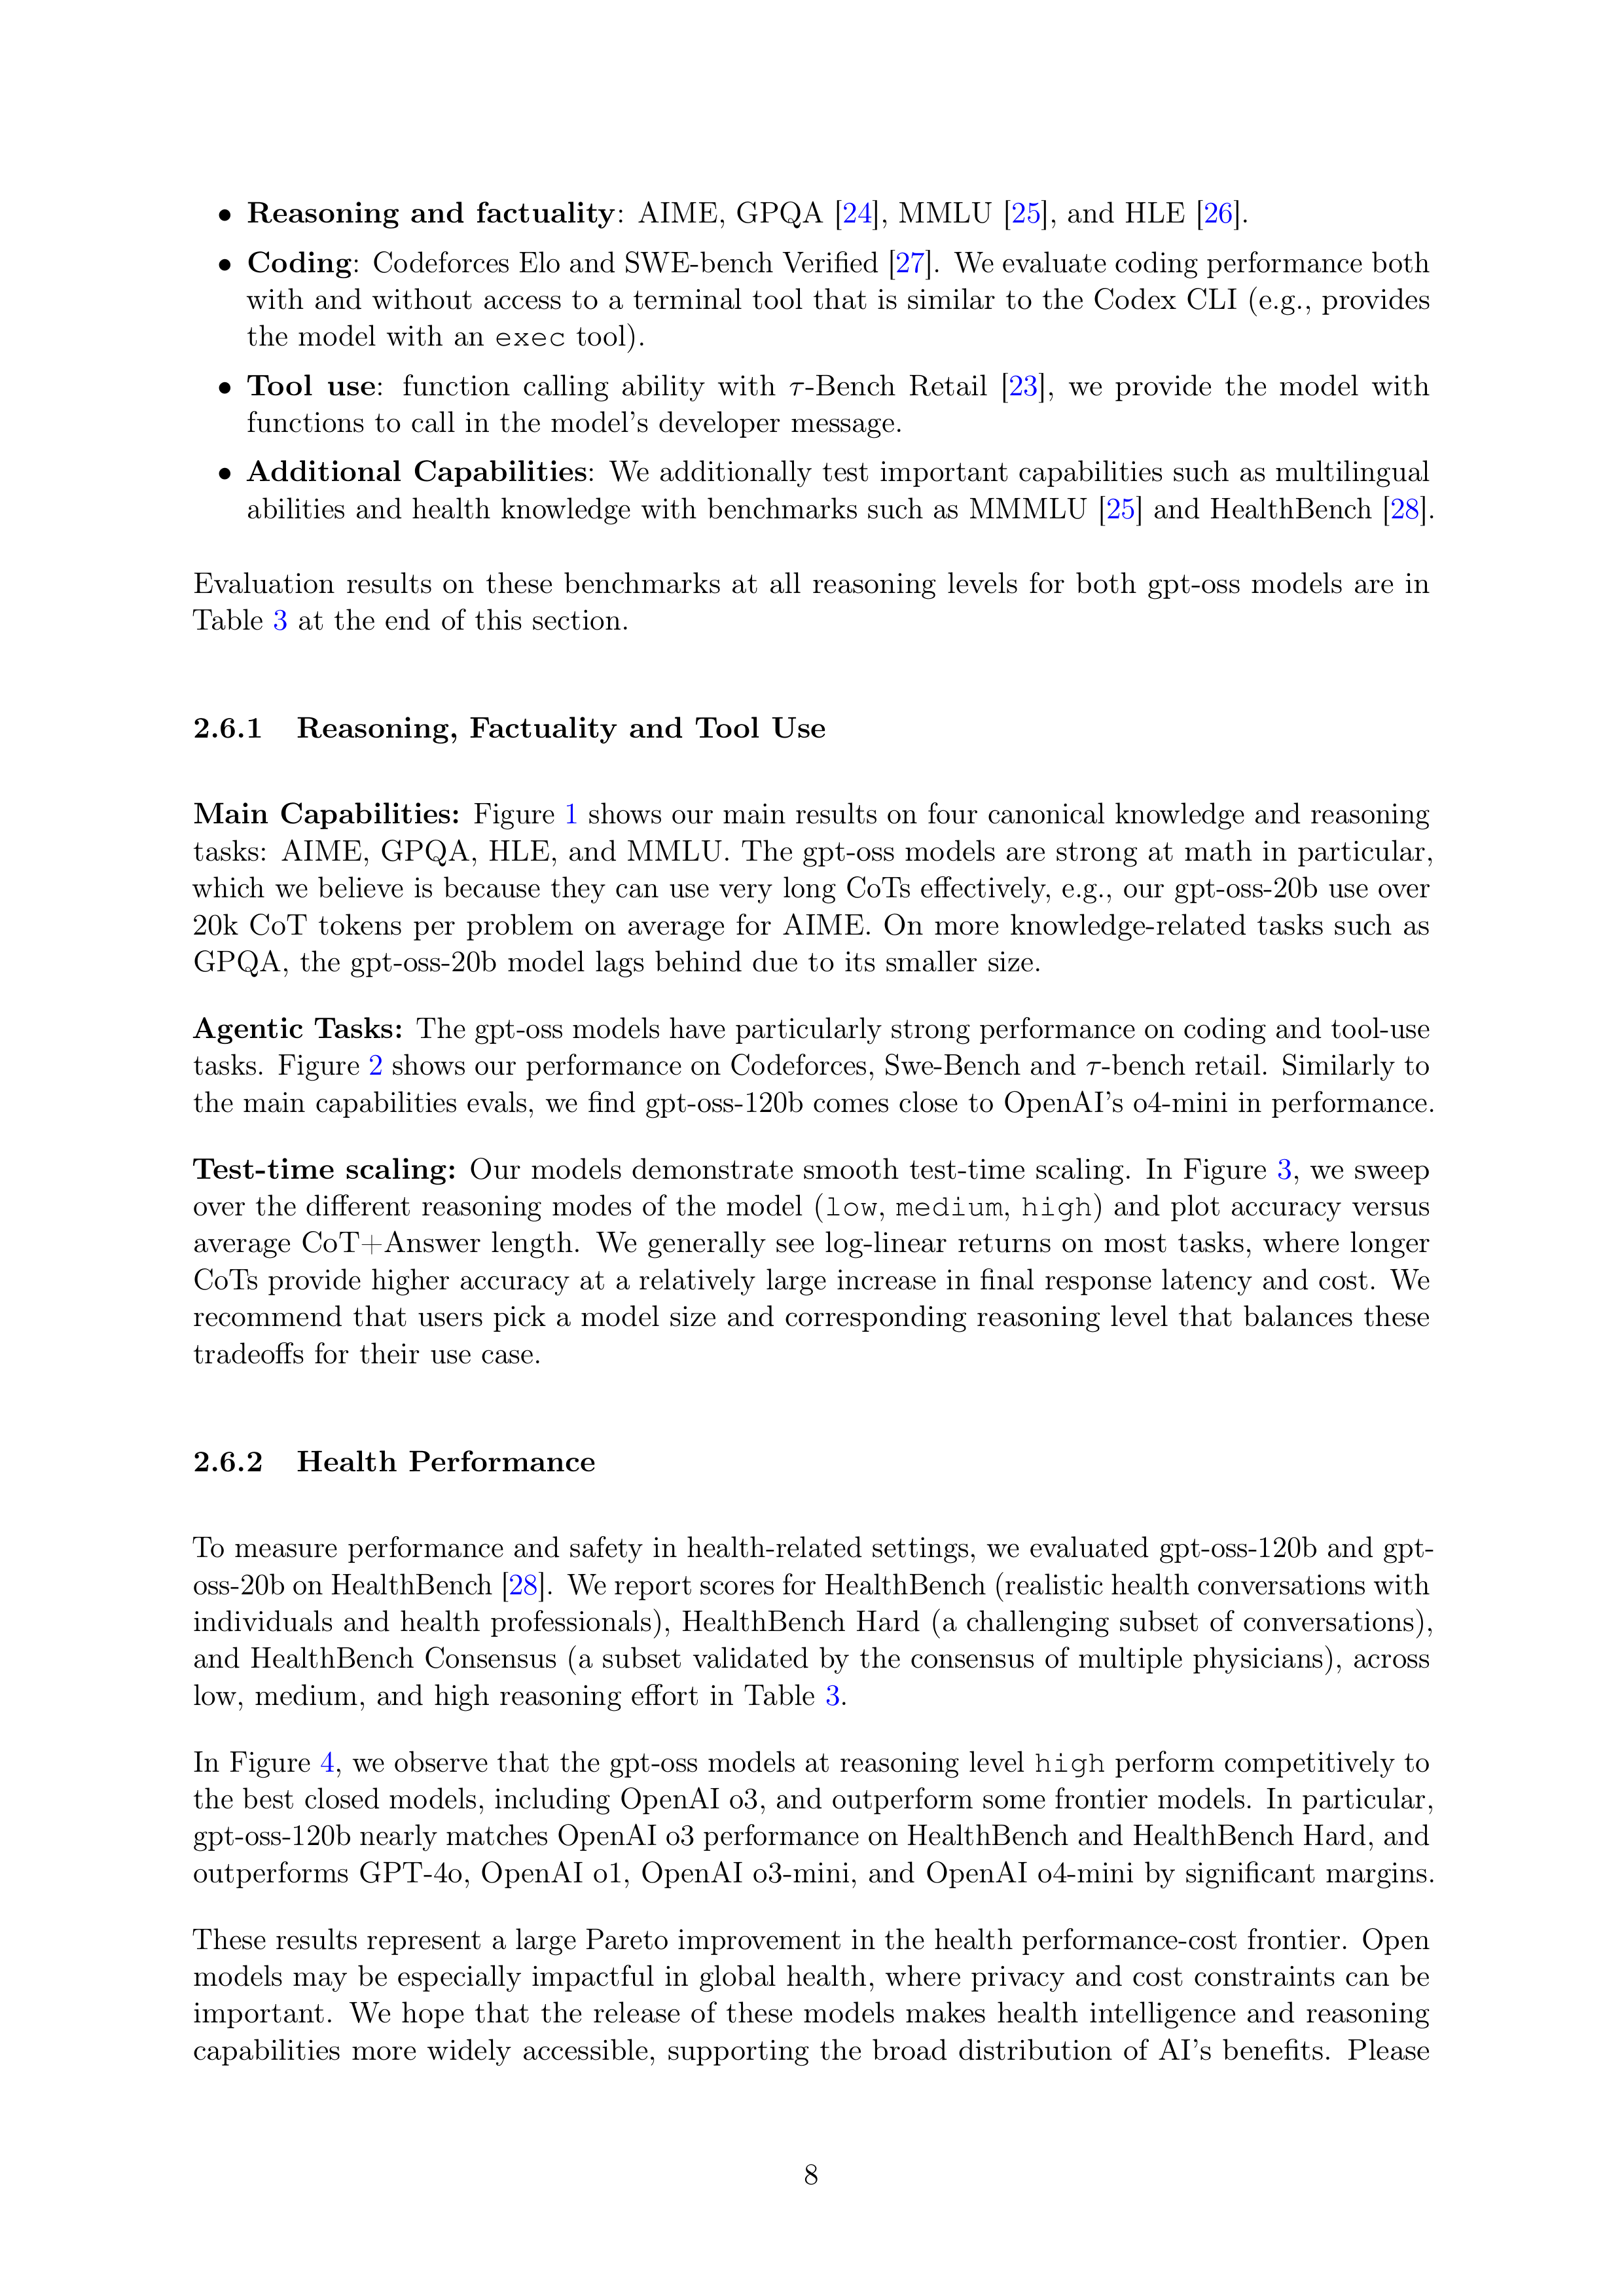 • Reasoning and factuality: AIME, GPQA [24], MMLU [25], and HLE [26].
• Coding: Codeforces Elo and SWE-bench Verified [27]. We evaluate coding performance both
with and without access to a terminal tool that is similar to the Codex CLI (e.g., provides
the model with an exec tool).
• Tool use: function calling ability with τ-Bench Retail [23], we provide the model with
functions to call in the model's developer message.
• Additional Capabilities: We additionally test important capabilities such as multilingual
abilities and health knowledge with benchmarks such as MMMLU [25] and HealthBench [28].
Evaluation results on these benchmarks at all reasoning levels for both gpt-oss models are in
Table 3 at the end of this section.
2.6.1 Reasoning, Factuality and Tool Use
Main Capabilities: Figure 1 shows our main results on four canonical knowledge and reasoning
tasks: AIME, GPQA, HLE, and MMLU. The gpt-oss models are strong at math in particular,
which we believe is because they can use very long CoTs effectively, e.g., our gpt-oss-20b use over
20k CoT tokens per problem on average for AIME. On more knowledge-related tasks such as
GPQA, the gpt-oss-20b model lags behind due to its smaller size.
Agentic Tasks: The gpt-oss models have particularly strong performance on coding and tool-use
tasks. Figure 2 shows our performance on Codeforces, Swe-Bench and τ-bench retail. Similarly to
the main capabilities evals, we find gpt-oss-120b comes close to OpenAI's o4-mini in performance.
Test-time scaling: Our models demonstrate smooth test-time scaling. In Figure 3, we sweep
over the different reasoning modes of the model (low, medium, high) and plot accuracy versus
average CoT+Answer length. We generally see log-linear returns on most tasks, where longer
CoTs provide higher accuracy at a relatively large increase in final response latency and cost. We
recommend that users pick a model size and corresponding reasoning level that balances these
tradeoffs for their use case.
2.6.2 Health Performance
To measure performance and safety in health-related settings, we evaluated gpt-oss-120b and gpt-
oss-20b on HealthBench [28]. We report scores for HealthBench (realistic health conversations with
individuals and health professionals), HealthBench Hard (a challenging subset of conversations),
and HealthBench Consensus (a subset validated by the consensus of multiple physicians), across
low, medium, and high reasoning effort in Table 3.
In Figure 4, we observe that the gpt-oss models at reasoning level high perform competitively to
the best closed models, including OpenAI o3, and outperform some frontier models. In particular,
gpt-oss-120b nearly matches OpenAI o3 performance on HealthBench and HealthBench Hard, and
outperforms GPT-4o, OpenAI o1, OpenAI o3-mini, and OpenAI o4-mini by significant margins.
These results represent a large Pareto improvement in the health performance-cost frontier. Open
models may be especially impactful in global health, where privacy and cost constraints can be
important. We hope that the release of these models makes health intelligence and reasoning
capabilities more widely accessible, supporting the broad distribution of AI's benefits. Please
8